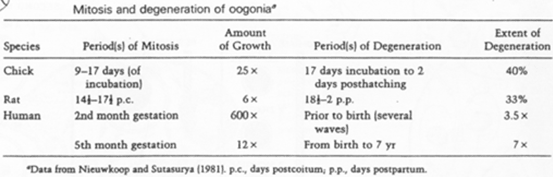 Mitosis and degeneration of oogoniaᵃ
Amount Extent of
Species Period(s) of Mitosis of Growth Period(s) of Degeneration Degeneration
Chick 9–17 days (of 25× 17 days incubation to 2 40%
incubation) days posthatching
Rat 14½–17½ p.c. 6× 18½–2 p.p. 33%
Human 2nd month gestation 600× Prior to birth (several 3.5×
waves)
5th month gestation 12× From birth to 7 yr 7×
ᵃData from Nieuwkoop and Sutasurya (1981). p.c., days postcoitum; p.p., days postpartum.